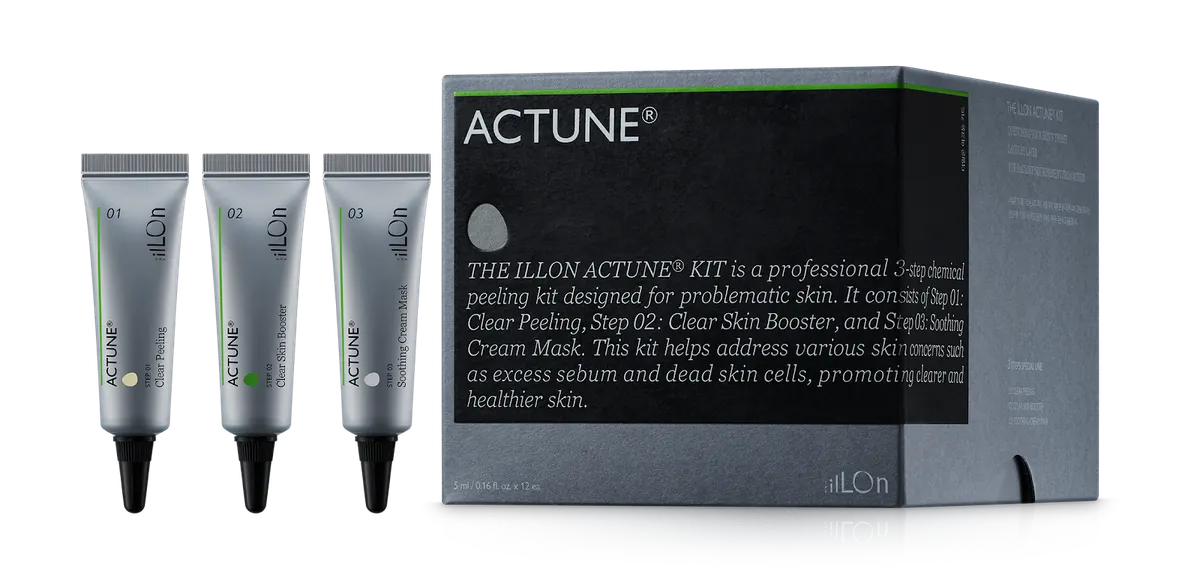 01
THE illOn
ACTUNE®
STEP 01
Clear Peeling
02
THE illOn
ACTUNE®
STEP 02
Clear Skin Booster
03
THE illOn
ACTUNE®
STEP 03
Soothing Cream Mask
ACTUNE®
THE ILLON ACTUNE® KIT is a professional 3-step chemical
peeling kit designed for problematic skin. It consists of Step 01:
Clear Peeling, Step 02: Clear Skin Booster, and Step 03: Soothing
Cream Mask. This kit helps address various skin concerns such
as excess sebum and dead skin cells, promoting clearer and
healthier skin.
5 ml / 0.16 fl. oz. x 12 ea.
THE illOn
THE ILLON ACTUNE® KIT